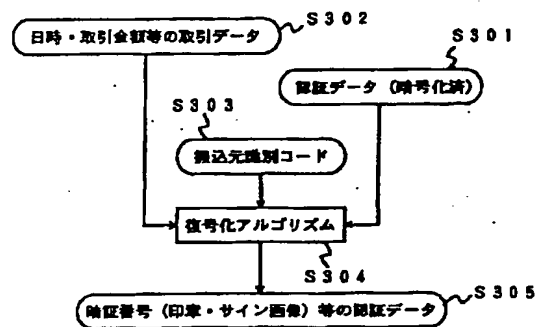 S302
日時・取引金額等の取引データ
S301
認証データ（暗号化済）
S303
振込元識別コード
復号化アルゴリズム
S304
暗証番号（印章・サイン画像）等の認証データ
S305